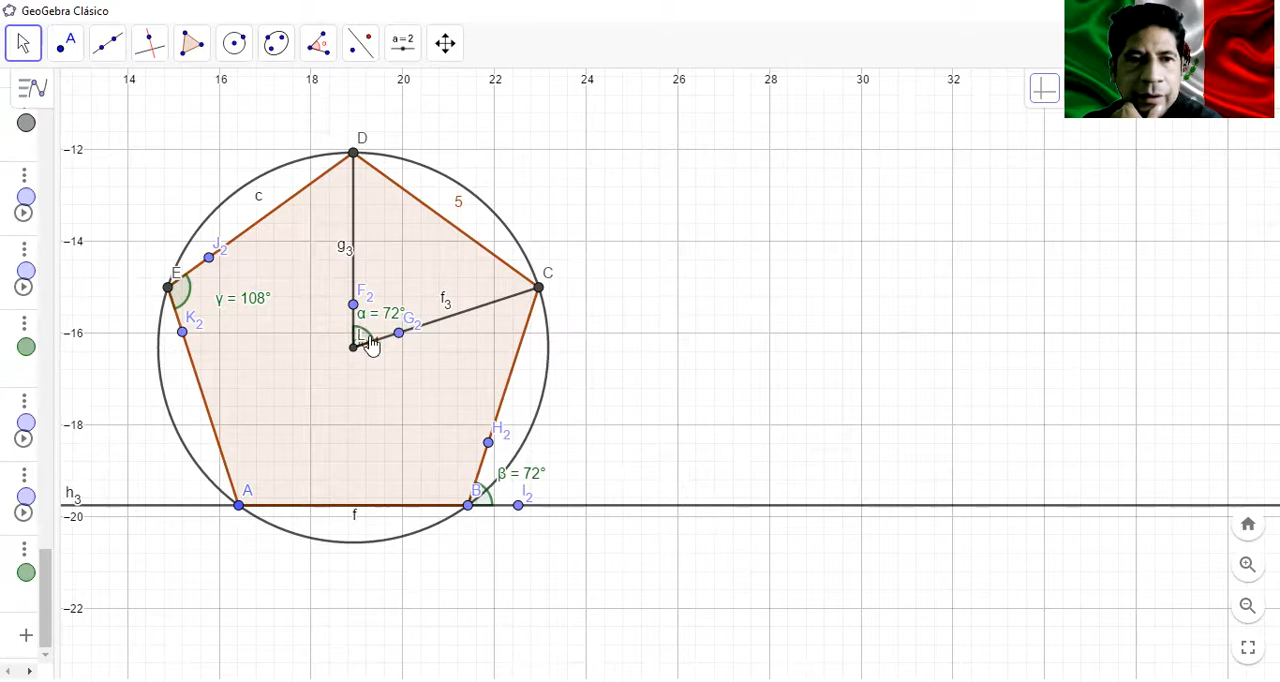 GeoGebra Clásico
A
a=2
14 16 18 20 22 24 26 28 30 32
-12
-14
-16
-18
-20
-22
D
c
5
g3
J2
E
C
γ = 108°
F2
f3
α = 72°
G2
K2
L
H2
β = 72°
h3
A
B
I2
f